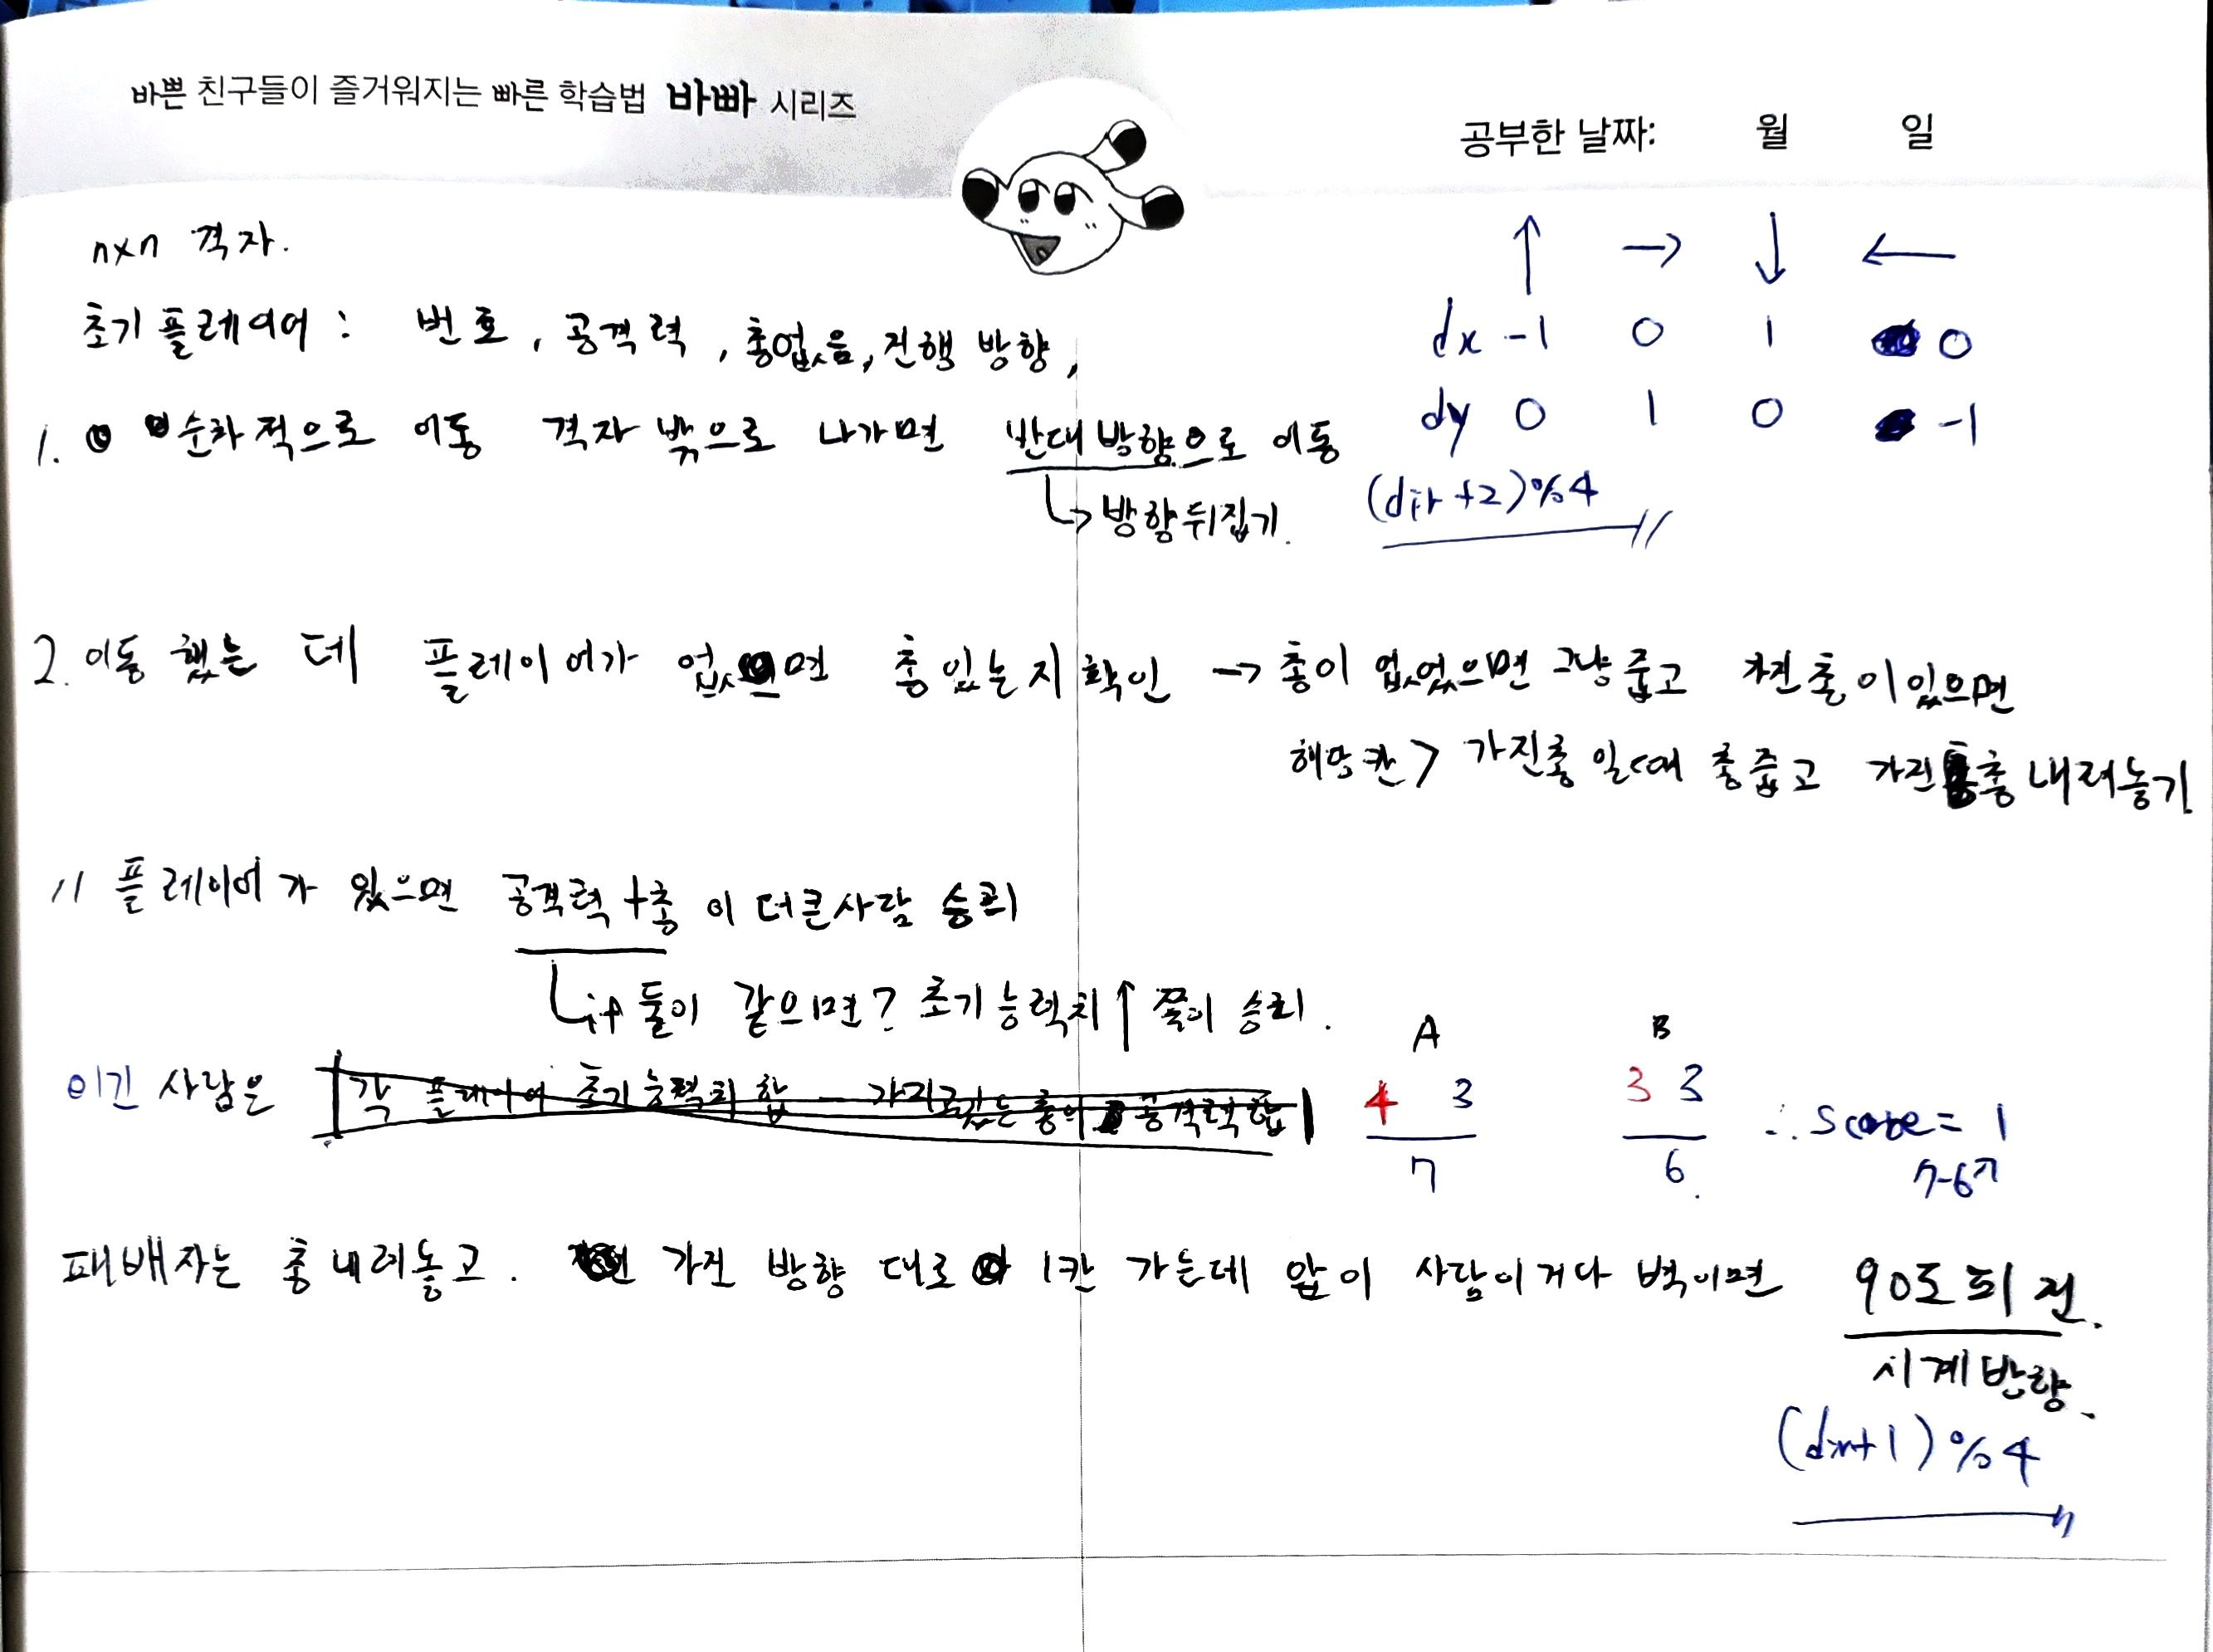 바쁜 친구들이 즐거워지는 빠른 학습법 바빠 시리즈
공부한 날짜: 월 일
n×n 격자.
초기 플레이어 : 번호, 공격력, 총없음, 진행 방향,
↑ → ↓ ←
dx -1 0 1 0
dy 0 1 0 -1
1. 순차적으로 이동 격자 밖으로 나가면 반대방향으로 이동
↳ 방향뒤집기.
(dir+2)%4
2. 이동 했는데 플레이어가 없으면 총있는지 확인 → 총이 없었으면 그냥 줍고 가진총이있으면
해당칸 > 가진총 일때 총줍고 가진총 내려놓기
// 플레이어가 있으면 공격력+총 이 더큰사람 승리
↳ if 둘이 같으면? 초기능력치↑ 쪽이 승리.
이긴 사람은 |각 플레이어 초기능력치 합 - 가지고있는 총의 공격력합|
A B
4 3 3 3
7 6
∴ score = 1
7-6
패배자는 총 내려놓고. 가진 방향 대로 1칸 가는데 앞이 사람이거나 벽이면 90도 회전.
시계방향.
(dir+1)%4